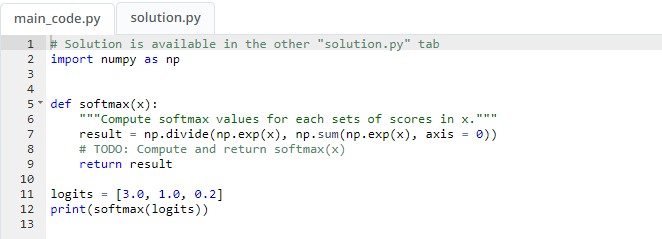 main_code.py solution.py
1 # Solution is available in the other "solution.py" tab
2 import numpy as np
3
4
5 def softmax(x):
6     """Compute softmax values for each sets of scores in x."""
7     result = np.divide(np.exp(x), np.sum(np.exp(x), axis = 0))
8     # TODO: Compute and return softmax(x)
9     return result
10
11 logits = [3.0, 1.0, 0.2]
12 print(softmax(logits))
13